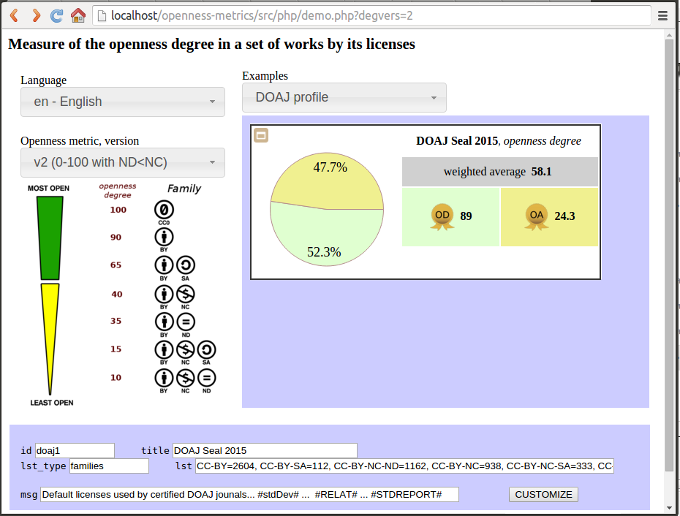 localhost/openness-metrics/src/php/demo.php?degvers=2
Measure of the openness degree in a set of works by its licenses
Language
en - English
Openness metric, version
v2 (0-100 with ND<NC)
MOST OPEN
openness degree
Family
100
CC0
90
BY
65
BY SA
40
BY NC
35
BY ND
15
BY NC SA
10
BY NC ND
LEAST OPEN
Examples
DOAJ profile
47.7%
52.3%
DOAJ Seal 2015, openness degree
weighted average 58.1
OD 89
OA 24.3
id doaj1 title DOAJ Seal 2015
lst_type families lst CC-BY=2604, CC-BY-SA=112, CC-BY-NC-ND=1162, CC-BY-NC=938, CC-BY-NC-SA=333, CC-
msg Default licenses used by certified DOAJ jounals... #stdDev# ... #RELAT# ... #STDREPORT#
CUSTOMIZE